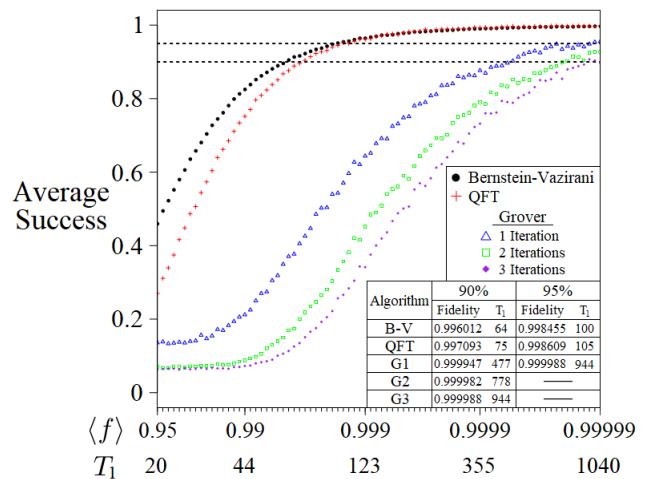 1
0.8
0.6
0.4
0.2
0
Average
Success
Bernstein-Vazirani
QFT
Grover
1 Iteration
2 Iterations
3 Iterations
Algorithm 90% 95%
Fidelity T₁ Fidelity T₁
B-V 0.996012 64 0.998455 100
QFT 0.997093 75 0.998609 105
G1 0.999947 477 0.999988 944
G2 0.999982 778 —
G3 0.999988 944 —
⟨f⟩ 0.95 0.99 0.999 0.9999 0.99999
T₁ 20 44 123 355 1040